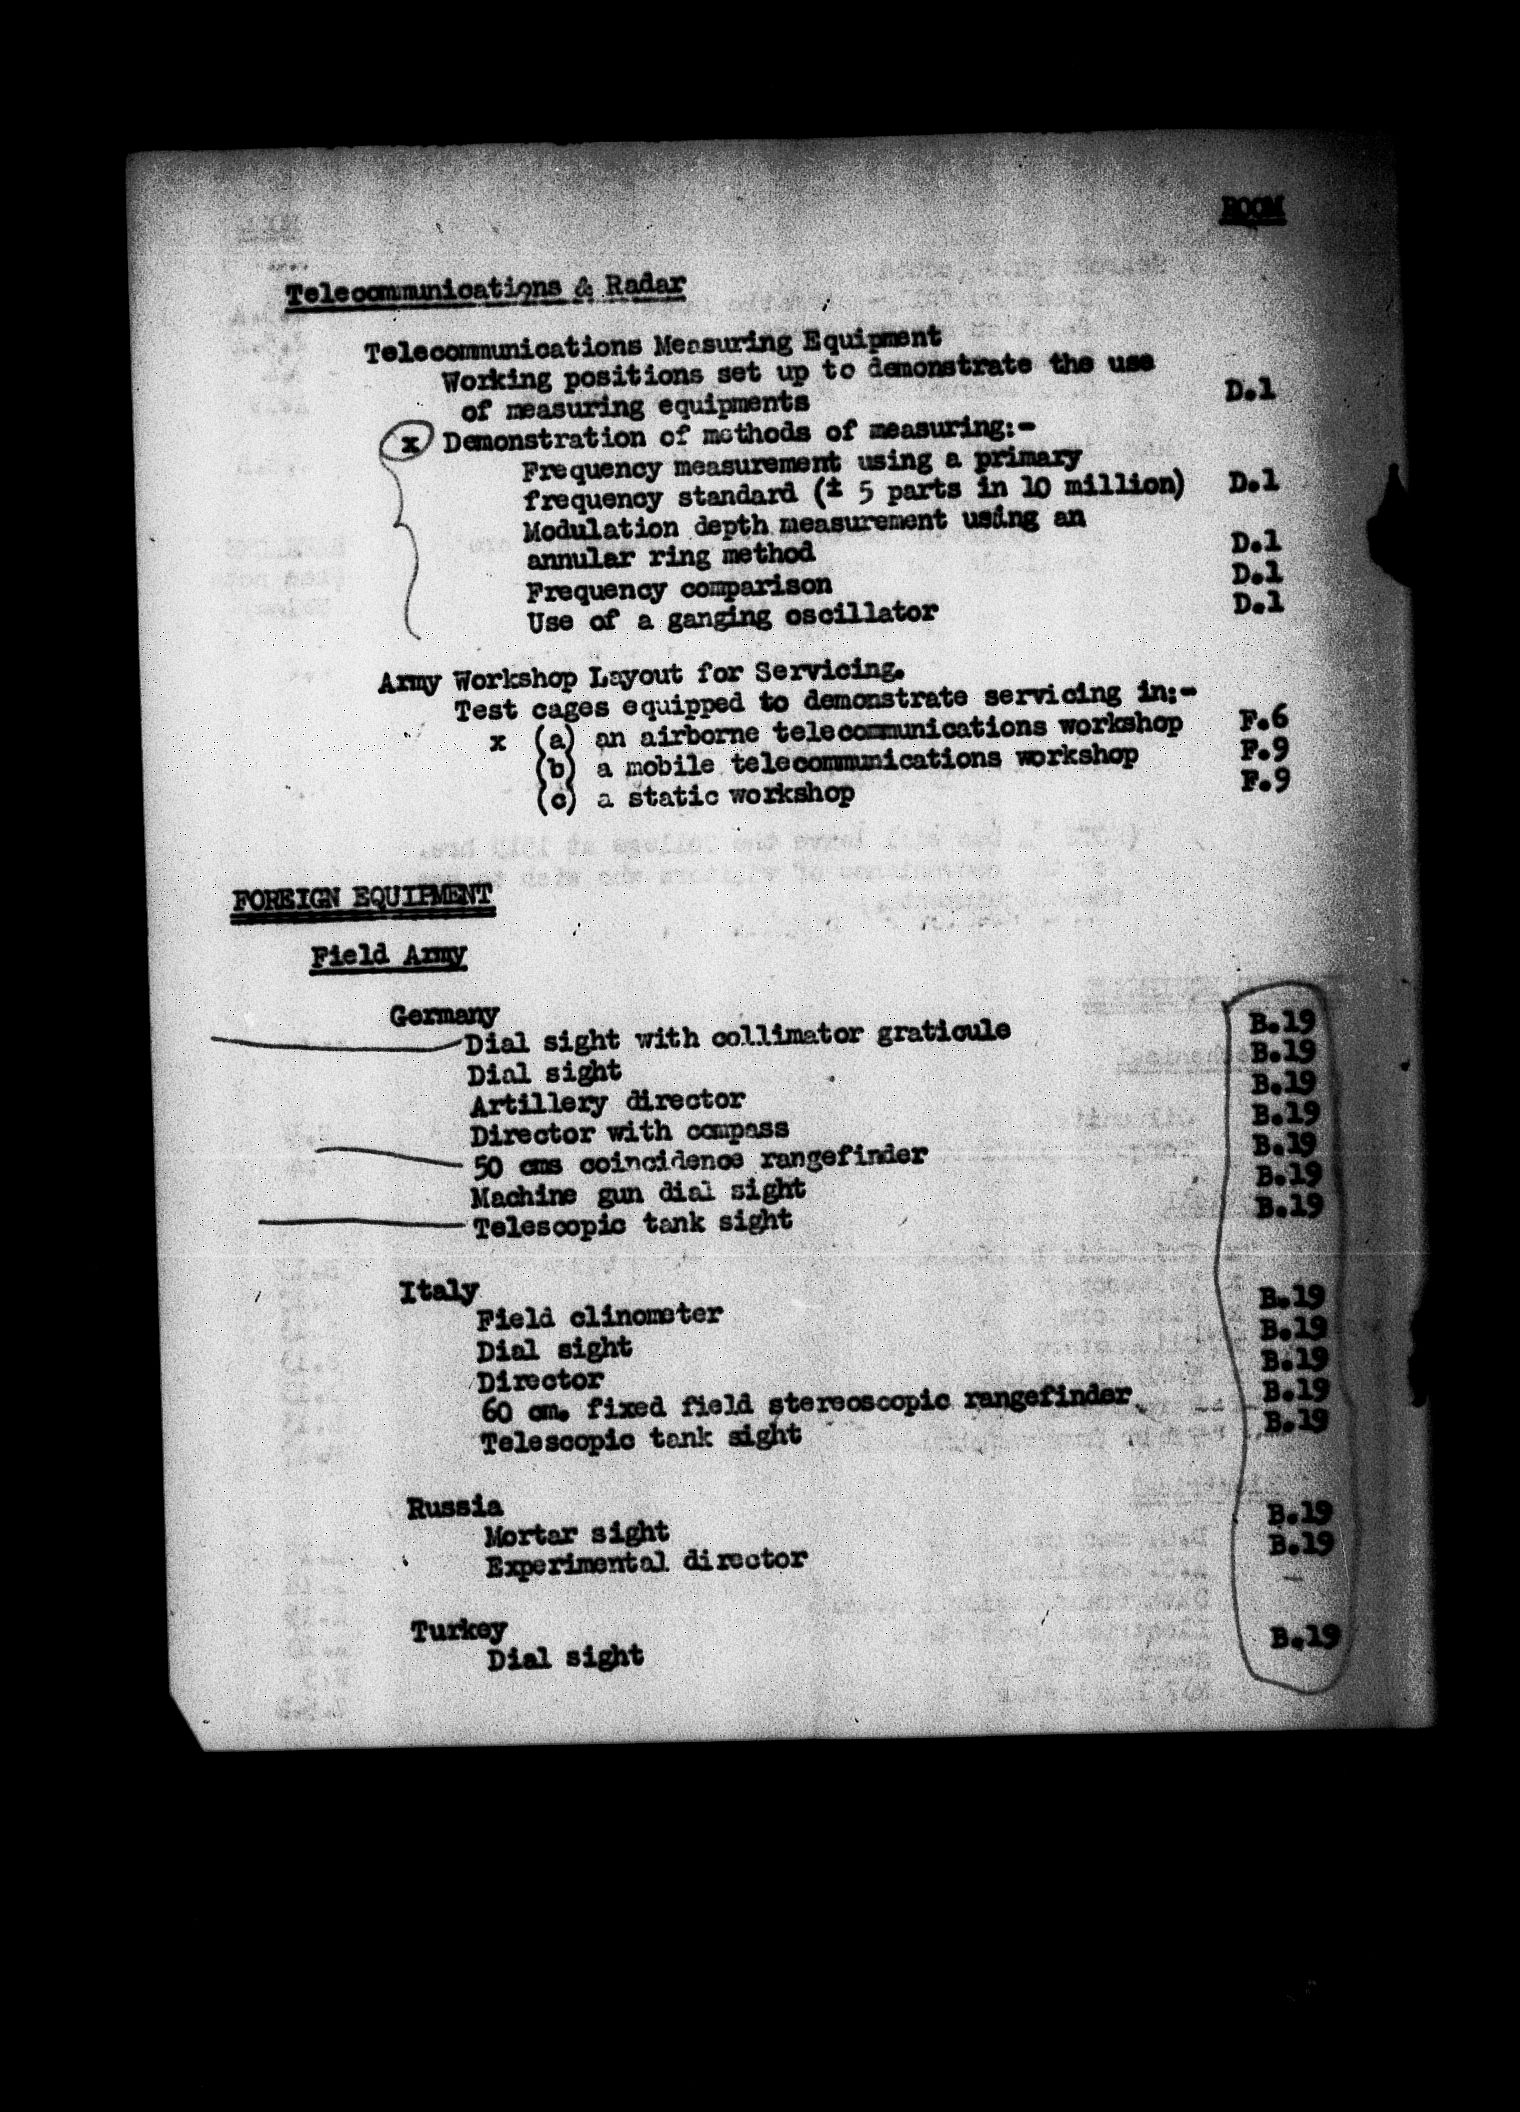 ROOM
Telecommunications & Radar
Telecommunications Measuring Equipment
Working positions set up to demonstrate the use
of measuring equipments D.1
x Demonstration of methods of measuring:-
Frequency measurement using a primary
frequency standard (± 5 parts in 10 million) D.1
Modulation depth measurement using an
annular ring method D.1
Frequency comparison D.1
Use of a ganging oscillator D.1
Army Workshop Layout for Servicing.
Test cages equipped to demonstrate servicing in:-
x (a) an airborne telecommunications workshop F.6
(b) a mobile telecommunications workshop F.9
(c) a static workshop F.9
FOREIGN EQUIPMENT
Field Army
Germany
Dial sight with collimator graticule B.19
Dial sight B.19
Artillery director B.19
Director with compass B.19
50 cms coincidence rangefinder B.19
Machine gun dial sight B.19
Telescopic tank sight B.19
Italy
Field clinometer B.19
Dial sight B.19
Director B.19
60 cm. fixed field stereoscopic rangefinder B.19
Telescopic tank sight B.19
Russia
Mortar sight B.19
Experimental director B.19
-
Turkey
Dial sight B.19